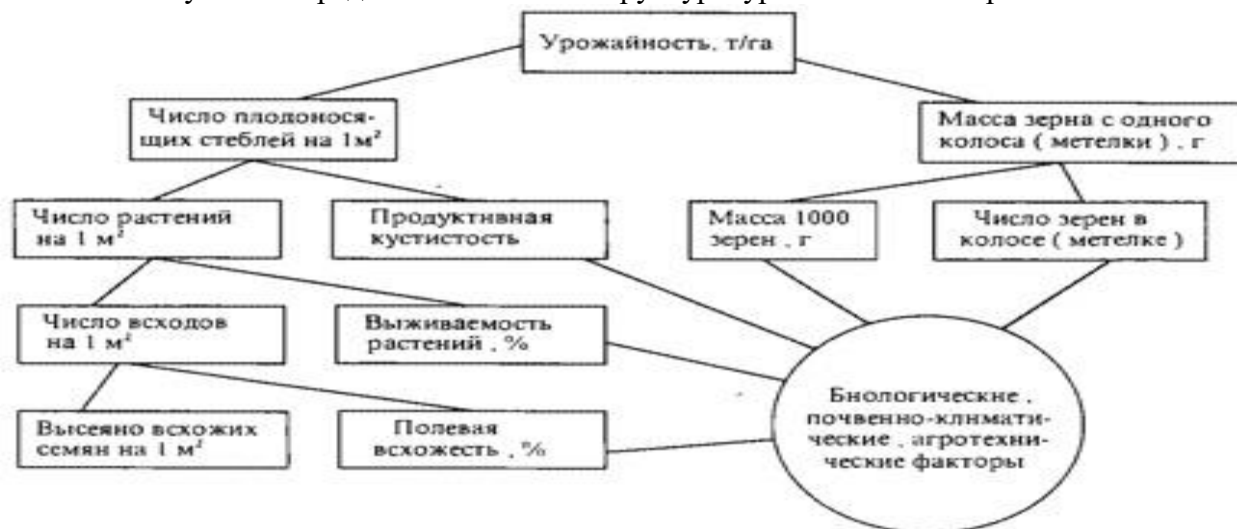 Урожайность, т/га
Число плодонося-
щих стеблей на 1м²
Масса зерна с одного
колоса ( метелки ) , г
Число растений
на 1 м²
Продуктивная
кустистость
Масса 1000
зерен , г
Число зерен в
колосе ( метелке )
Число всходов
на 1 м²
Выживаемость
растений , %
Высеяно всхожих
семян на 1 м²
Полевая
всхожесть , %
Биологические ,
почвенно-климати-
ческие , агротехни-
ческие факторы